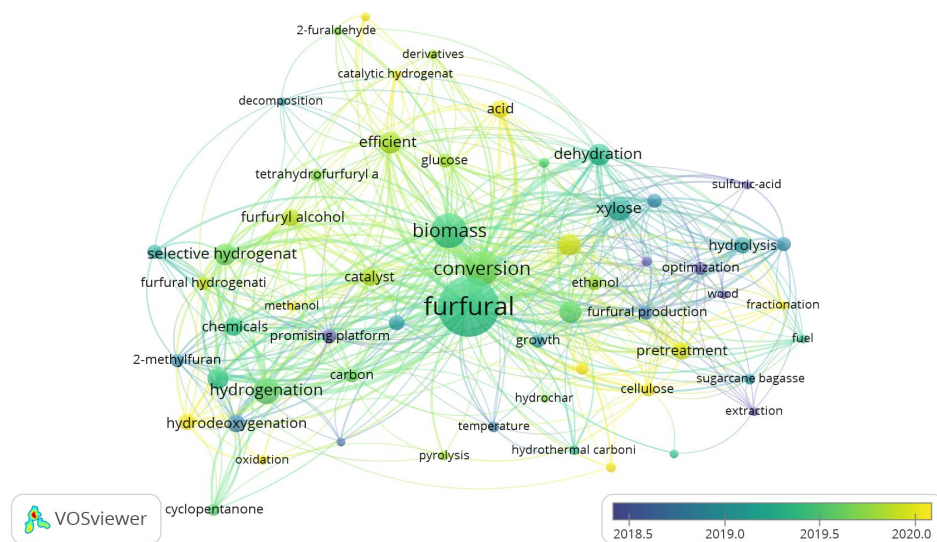 2-furaldehyde
derivatives
catalytic hydrogenat
decomposition
acid
efficient
glucose
dehydration
tetrahydrofurfuryl a
sulfuric-acid
furfuryl alcohol
xylose
biomass
selective hydrogenat
hydrolysis
conversion
optimization
furfural hydrogenati
catalyst
ethanol
wood
methanol
furfural
furfural production
fractionation
chemicals
promising platform
growth
fuel
2-methylfuran
pretreatment
carbon
sugarcane bagasse
hydrogenation
cellulose
hydrochar
extraction
hydrodeoxygenation
temperature
oxidation
pyrolysis
hydrothermal carboni
cyclopentanone
VOSviewer
2018.5 2019.0 2019.5 2020.0